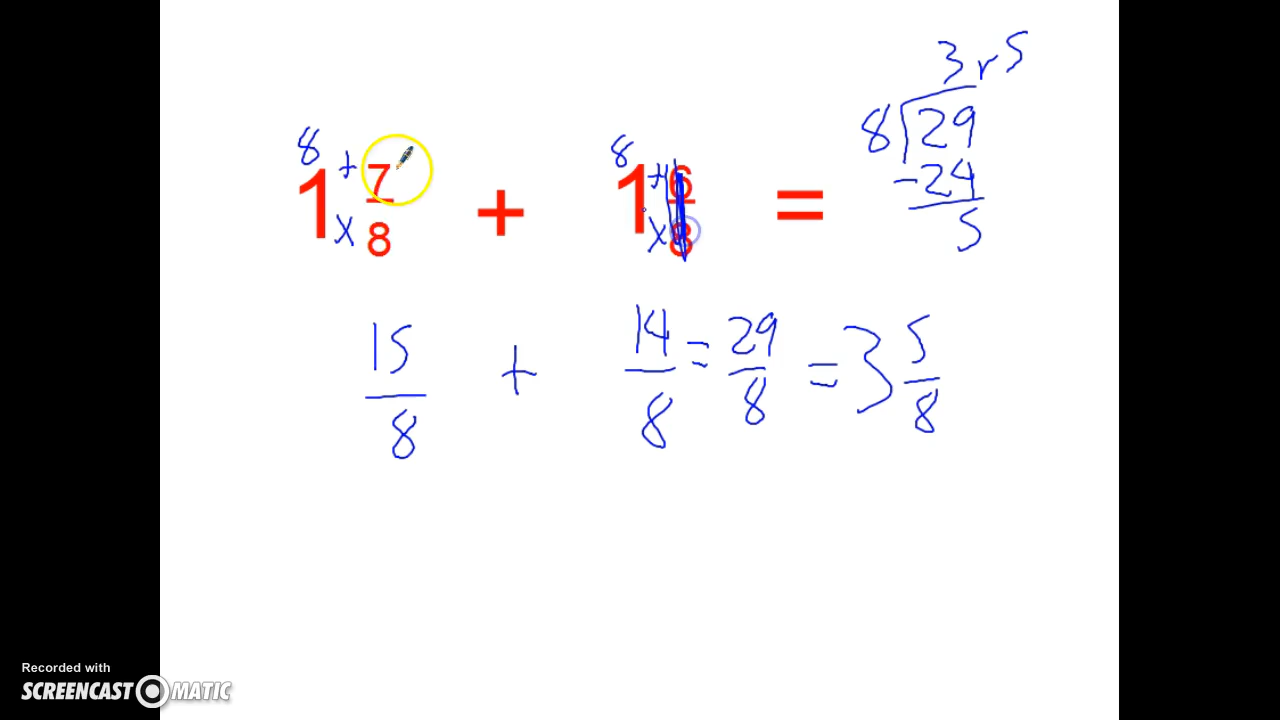 3 r 5
8 29
- 24
5
8 + 7
1 x 8
+
8 + 6
1 x 8
=
15/8 + 14/8 = 29/8 = 3 5/8
Recorded with
SCREENCAST O MATIC